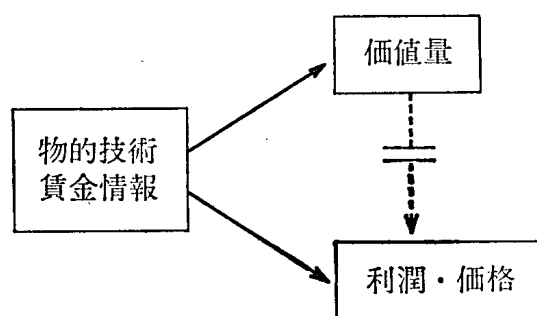 物的技術
賃金情報
価値量
利潤・価格